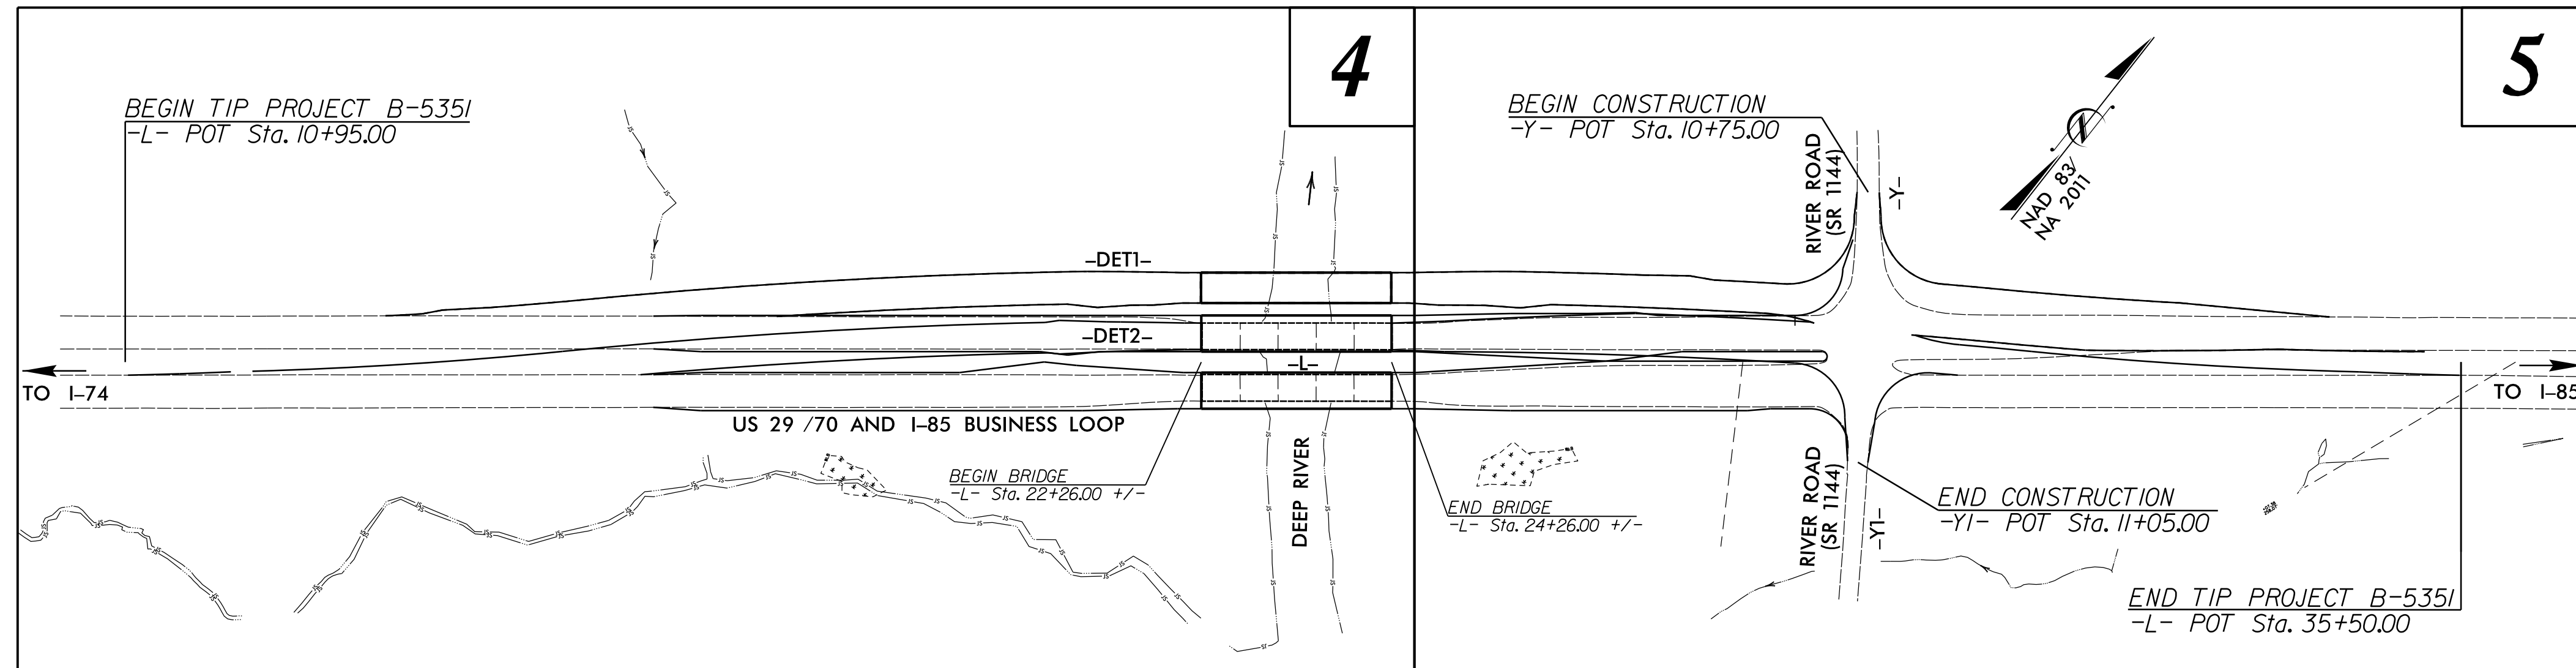 4
5
BEGIN TIP PROJECT B-5351
-L- POT Sta. 10+95.00
BEGIN CONSTRUCTION
-Y- POT Sta. 10+75.00
RIVER ROAD
(SR 1144)
-Y-
NAD 83/
NA 2011
-DET1-
-DET2-
-L-
TO I-74
TO I-85
US 29 /70 AND I-85 BUSINESS LOOP
BEGIN BRIDGE
-L- Sta. 22+26.00 +/-
DEEP RIVER
END BRIDGE
-L- Sta. 24+26.00 +/-
RIVER ROAD
(SR 1144)
-Y1-
END CONSTRUCTION
-Y1- POT Sta. 11+05.00
END TIP PROJECT B-5351
-L- POT Sta. 35+50.00